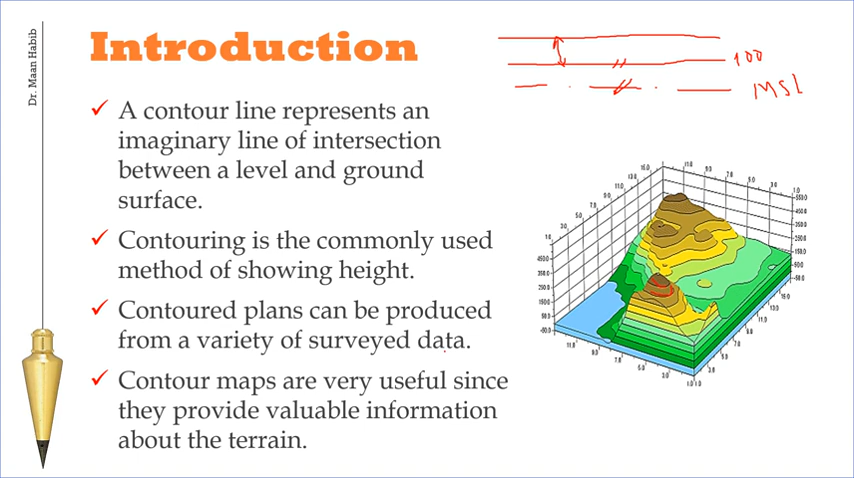 Dr. Maan Habib
Introduction
100
MSL
✓ A contour line represents an
imaginary line of intersection
between a level and ground
surface.
✓ Contouring is the commonly used
method of showing height.
✓ Contoured plans can be produced
from a variety of surveyed data.
✓ Contour maps are very useful since
they provide valuable information
about the terrain.